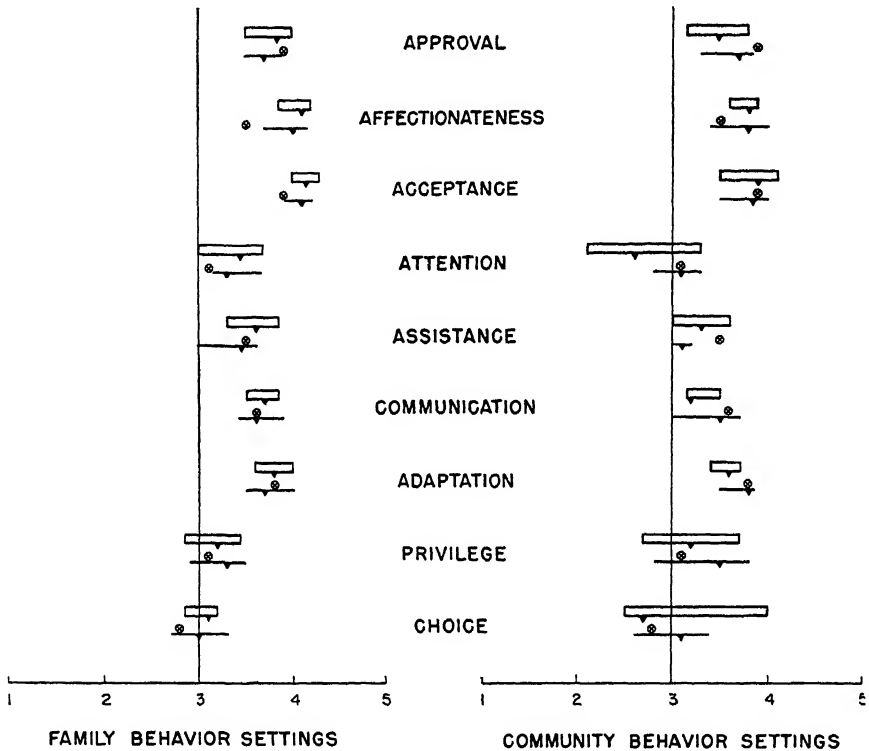 APPROVAL
AFFECTIONATENESS
ACCEPTANCE
ATTENTION
ASSISTANCE
COMMUNICATION
ADAPTATION
PRIVILEGE
CHOICE
1 2 3 4 5 1 2 3 4 5
FAMILY BEHAVIOR SETTINGS COMMUNITY BEHAVIOR SETTINGS